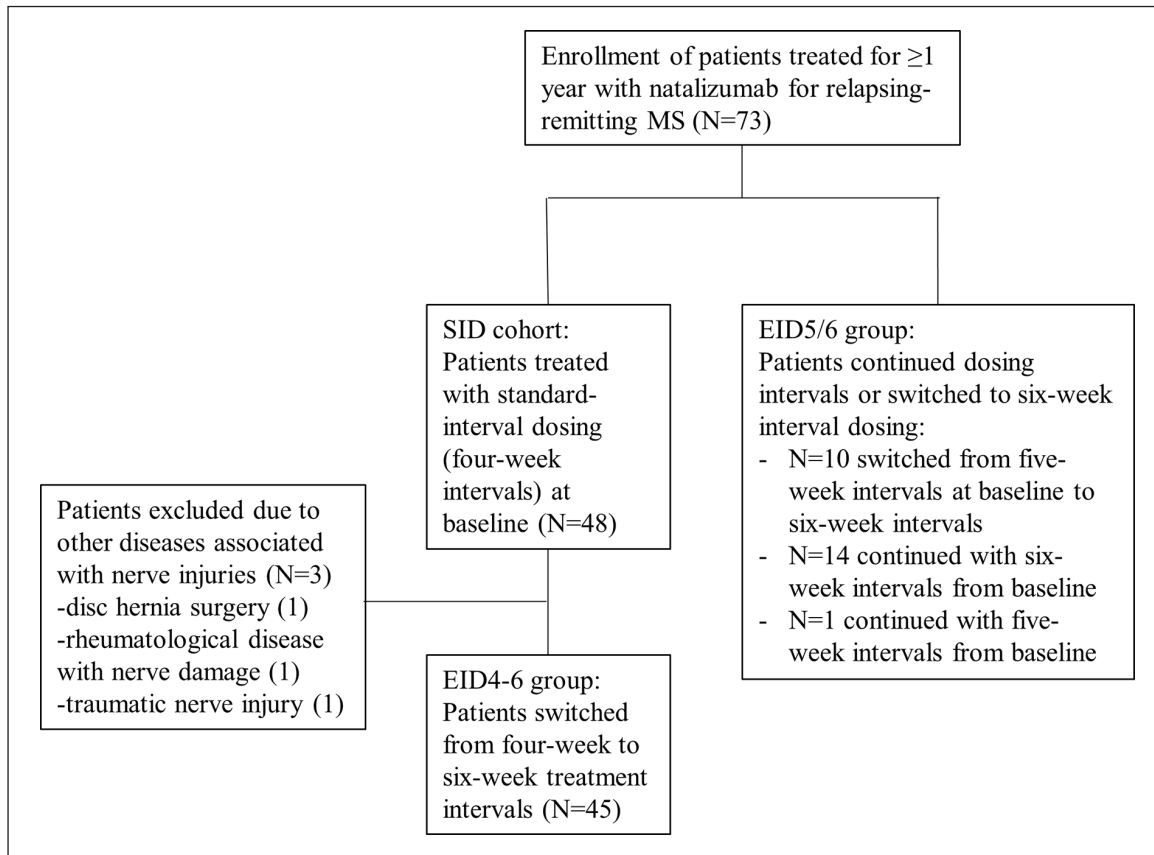 Enrollment of patients treated for ≥1
year with natalizumab for relapsing-
remitting MS (N=73)
SID cohort:
Patients treated
with standard-
interval dosing
(four-week
intervals) at
baseline (N=48)
EID5/6 group:
Patients continued dosing
intervals or switched to six-week
interval dosing:
- N=10 switched from five-
week intervals at baseline to
six-week intervals
- N=14 continued with six-
week intervals from baseline
- N=1 continued with five-
week intervals from baseline
Patients excluded due to
other diseases associated
with nerve injuries (N=3)
-disc hernia surgery (1)
-rheumatological disease
with nerve damage (1)
-traumatic nerve injury (1)
EID4-6 group:
Patients switched
from four-week to
six-week treatment
intervals (N=45)